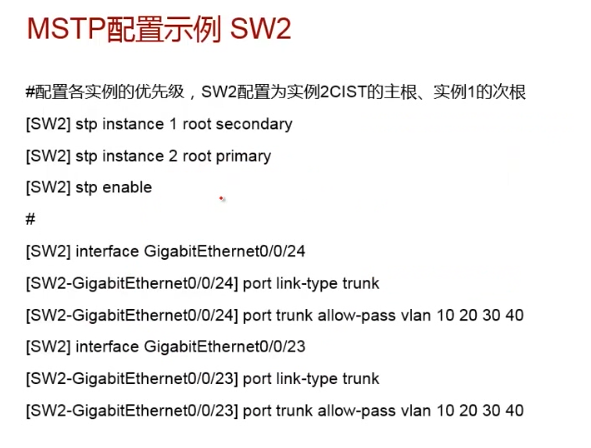 MSTP配置示例 SW2
#配置各实例的优先级，SW2配置为实例2CIST的主根、实例1的次根
[SW2] stp instance 1 root secondary
[SW2] stp instance 2 root primary
[SW2] stp enable
#
[SW2] interface GigabitEthernet0/0/24
[SW2-GigabitEthernet0/0/24] port link-type trunk
[SW2-GigabitEthernet0/0/24] port trunk allow-pass vlan 10 20 30 40
[SW2] interface GigabitEthernet0/0/23
[SW2-GigabitEthernet0/0/23] port link-type trunk
[SW2-GigabitEthernet0/0/23] port trunk allow-pass vlan 10 20 30 40